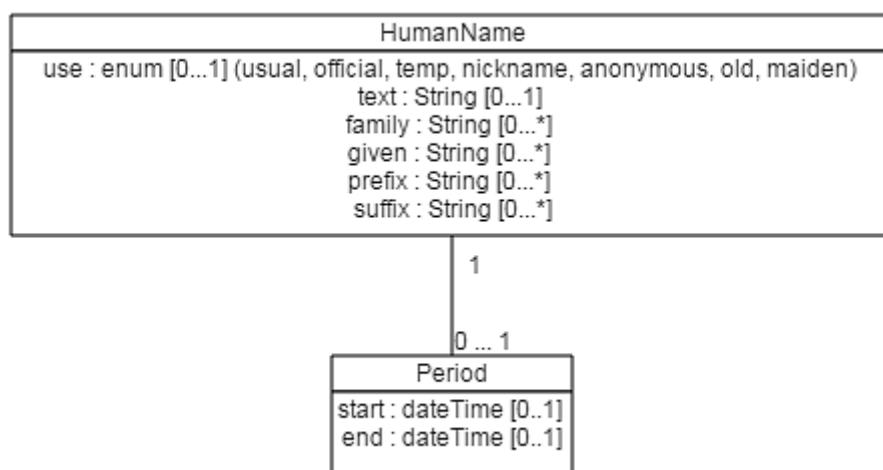 HumanName
use : enum [0...1] (usual, official, temp, nickname, anonymous, old, maiden)
text : String [0...1]
family : String [0...*]
given : String [0...*]
prefix : String [0...*]
suffix : String [0...*]
1
0 ... 1
Period
start : dateTime [0..1]
end : dateTime [0..1]